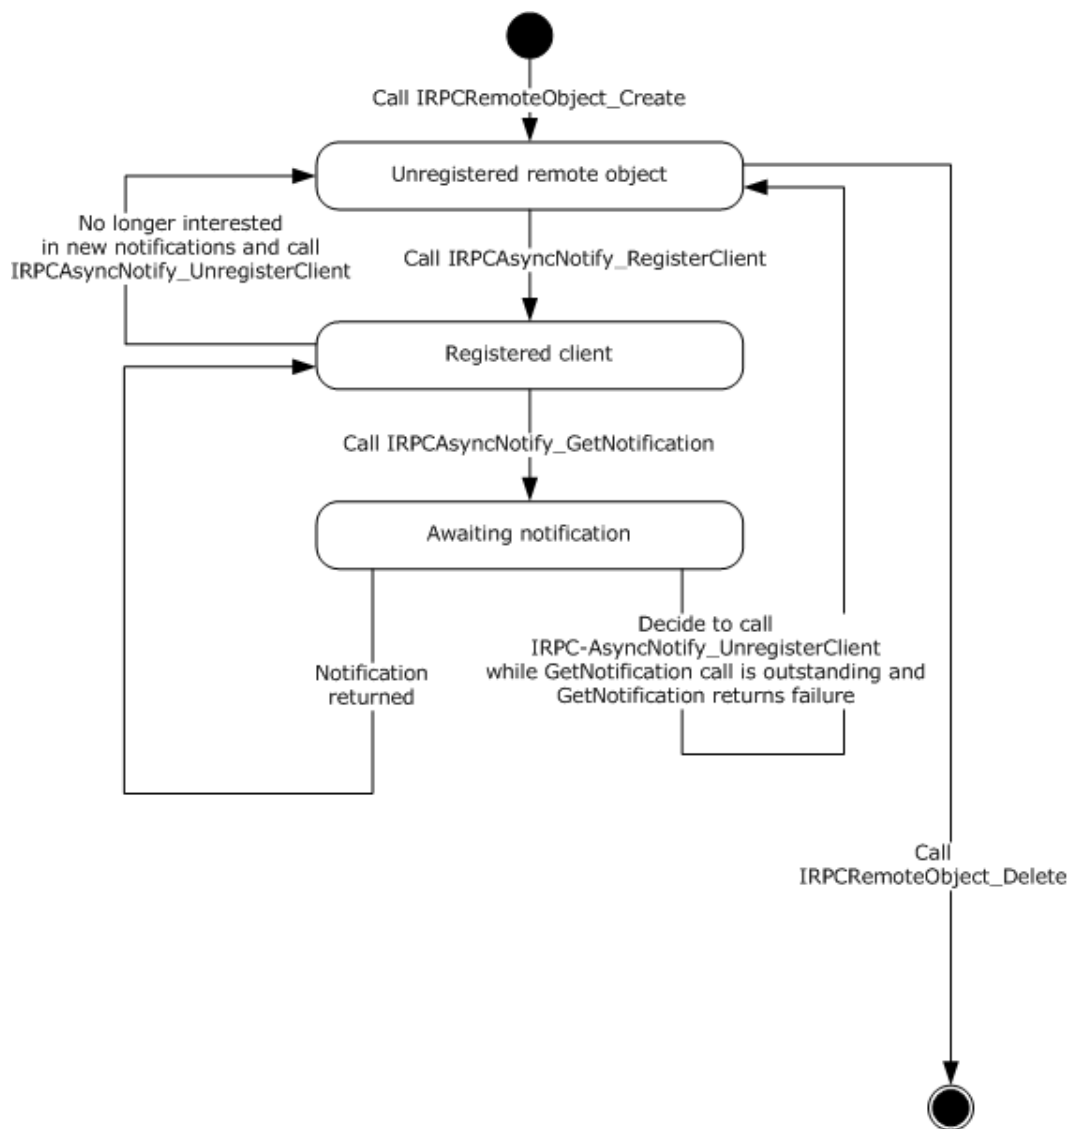 Call IRPCRemoteObject_Create
Unregistered remote object
No longer interested
in new notifications and call
IRPCAsyncNotify_UnregisterClient
Call IRPCAsyncNotify_RegisterClient
Registered client
Call IRPCAsyncNotify_GetNotification
Awaiting notification
Notification
returned
Decide to call
IRPC-AsyncNotify_UnregisterClient
while GetNotification call is outstanding and
GetNotification returns failure
Call
IRPCRemoteObject_Delete